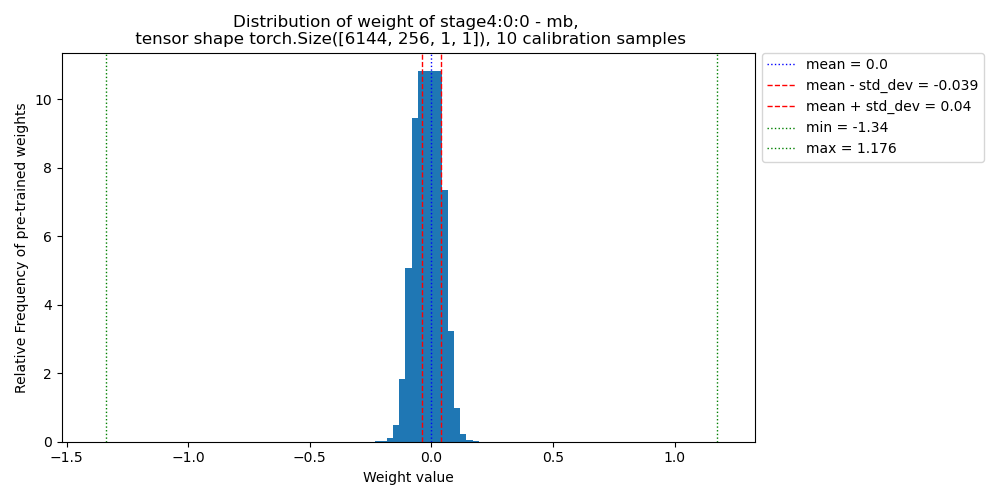 Distribution of weight of stage4:0:0 - mb,
tensor shape torch.Size([6144, 256, 1, 1]), 10 calibration samples
mean = 0.0
mean - std_dev = -0.039
mean + std_dev = 0.04
min = -1.34
max = 1.176
Relative Frequency of pre-trained weights
10
8
6
4
2
0
−1.5 −1.0 −0.5 0.0 0.5 1.0
Weight value